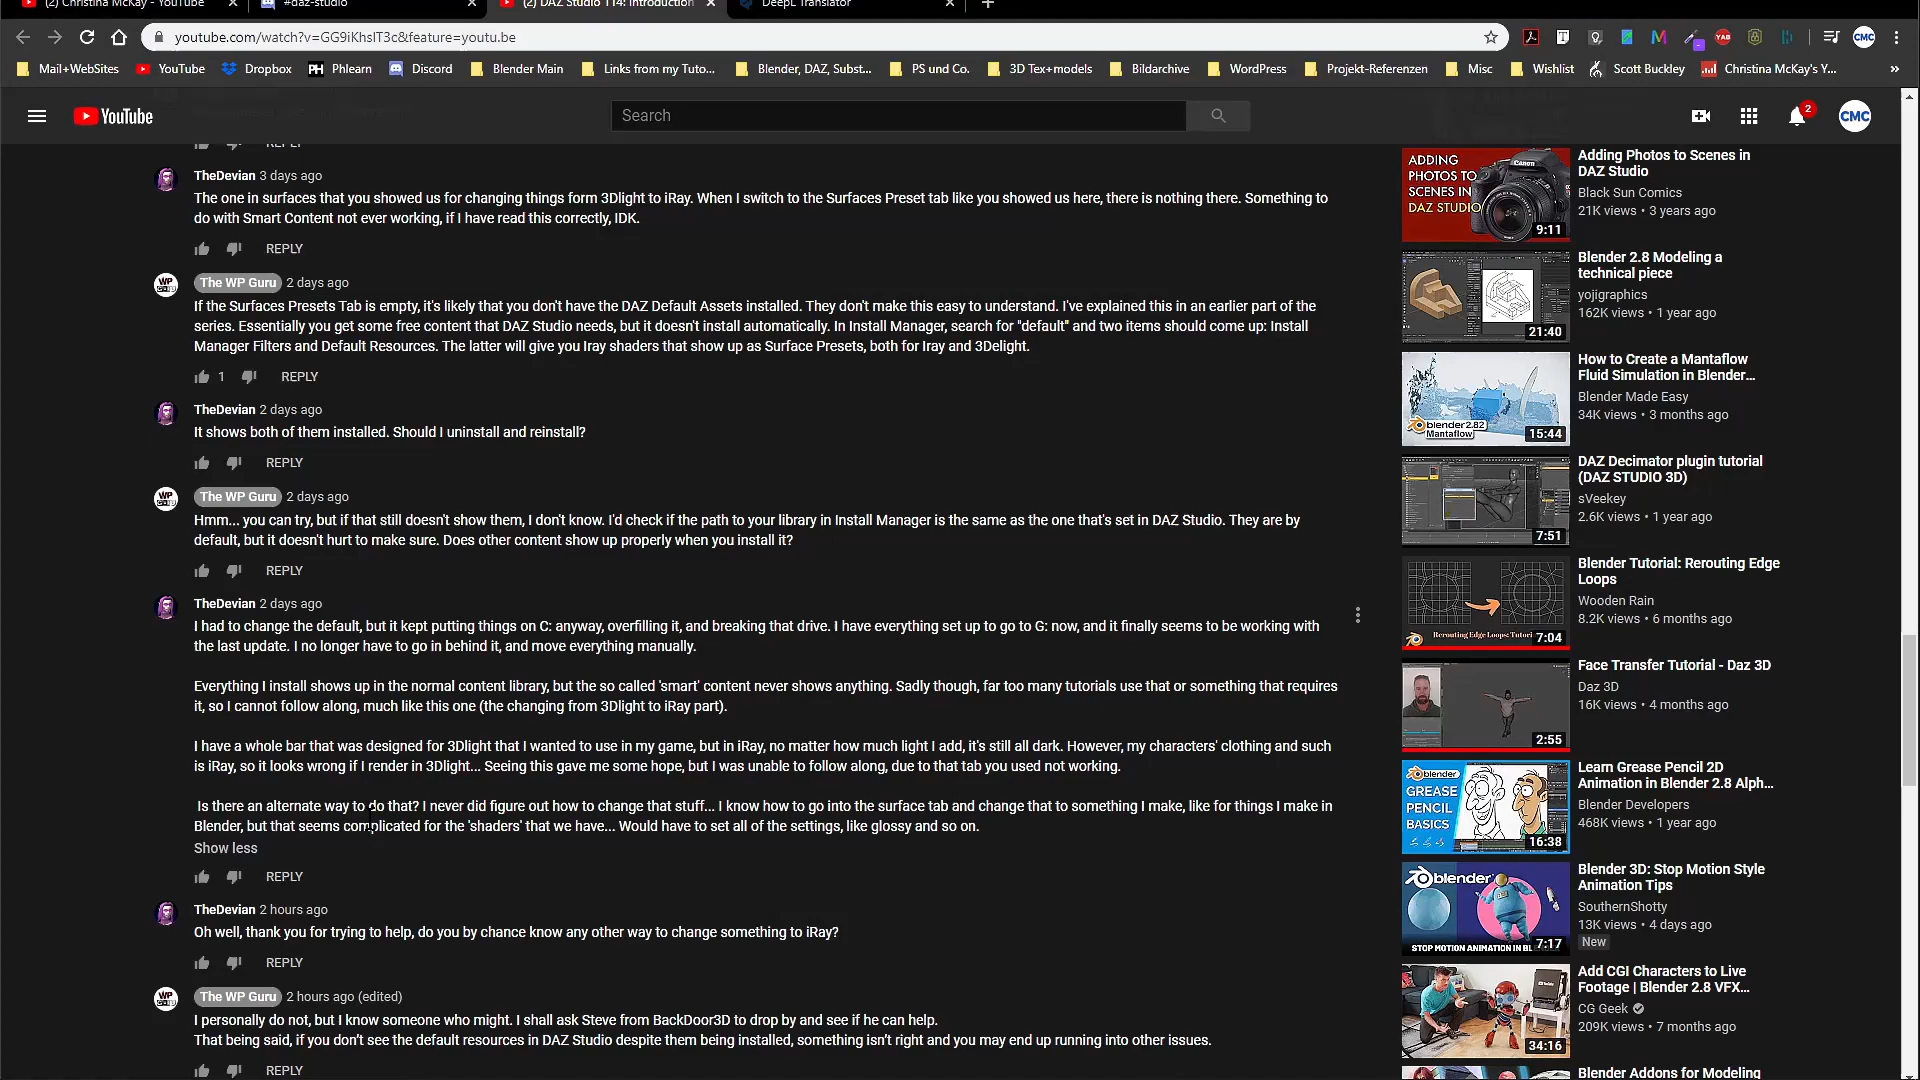 (2) Christina McKay - YouTube
#daz-studio
(2) DAZ Studio 114: Introduction
DeepL Translator
youtube.com/watch?v=GG9iKhsIT3c&feature=youtu.be
CMC
Mail+WebSites
YouTube
Dropbox
PH Phlearn
Discord
Blender Main
Links from my Tuto...
Blender, DAZ, Subst...
PS und Co.
3D Tex+models
Bildarchive
WordPress
Projekt-Referenzen
Misc
Wishlist
Scott Buckley
Christina McKay's Y...
»
YouTube
Search
2
CMC
REPLY
TheDevian 3 days ago
The one in surfaces that you showed us for changing things form 3Dlight to iRay. When I switch to the Surfaces Preset tab like you showed us here, there is nothing there. Something to
do with Smart Content not ever working, if I have read this correctly, IDK.
REPLY
WP GURU
The WP Guru 2 days ago
If the Surfaces Presets Tab is empty, it's likely that you don't have the DAZ Default Assets installed. They don't make this easy to understand. I've explained this in an earlier part of the
series. Essentially you get some free content that DAZ Studio needs, but it doesn't install automatically. In Install Manager, search for "default" and two items should come up: Install
Manager Filters and Default Resources. The latter will give you Iray shaders that show up as Surface Presets, both for Iray and 3Delight.
1 REPLY
TheDevian 2 days ago
It shows both of them installed. Should I uninstall and reinstall?
REPLY
WP GURU
The WP Guru 2 days ago
Hmm... you can try, but if that still doesn't show them, I don't know. I'd check if the path to your library in Install Manager is the same as the one that's set in DAZ Studio. They are by
default, but it doesn't hurt to make sure. Does other content show up properly when you install it?
REPLY
TheDevian 2 days ago
I had to change the default, but it kept putting things on C: anyway, overfilling it, and breaking that drive. I have everything set up to go to G: now, and it finally seems to be working with
the last update. I no longer have to go in behind it, and move everything manually.
Everything I install shows up in the normal content library, but the so called 'smart' content never shows anything. Sadly though, far too many tutorials use that or something that requires
it, so I cannot follow along, much like this one (the changing from 3Dlight to iRay part).
I have a whole bar that was designed for 3Dlight that I wanted to use in my game, but in iRay, no matter how much light I add, it's still all dark. However, my characters' clothing and such
is iRay, so it looks wrong if I render in 3Dlight... Seeing this gave me some hope, but I was unable to follow along, due to that tab you used not working.
Is there an alternate way to do that? I never did figure out how to change that stuff... I know how to go into the surface tab and change that to something I make, like for things I make in
Blender, but that seems complicated for the 'shaders' that we have... Would have to set all of the settings, like glossy and so on.
Show less
REPLY
TheDevian 2 hours ago
Oh well, thank you for trying to help, do you by chance know any other way to change something to iRay?
REPLY
WP GURU
The WP Guru 2 hours ago (edited)
I personally do not, but I know someone who might. I shall ask Steve from BackDoor3D to drop by and see if he can help.
That being said, if you don't see the default resources in DAZ Studio despite them being installed, something isn't right and you may end up running into other issues.
REPLY
ADDING
PHOTOS TO
SCENES IN
DAZ STUDIO
Canon
9:11
Adding Photos to Scenes in
DAZ Studio
Black Sun Comics
21K views • 3 years ago
21:40
Blender 2.8 Modeling a
technical piece
yojigraphics
162K views • 1 year ago
blender 2.82
Mantaflow
15:44
How to Create a Mantaflow
Fluid Simulation in Blender...
Blender Made Easy
34K views • 3 months ago
7:51
DAZ Decimator plugin tutorial
(DAZ STUDIO 3D)
sVeekey
2.6K views • 1 year ago
Rerouting Edge Loops: Tutori
7:04
Blender Tutorial: Rerouting Edge
Loops
Wooden Rain
8.2K views • 6 months ago
2:55
Face Transfer Tutorial - Daz 3D
Daz 3D
16K views • 4 months ago
blender
GREASE
PENCIL
BASICS
16:38
Learn Grease Pencil 2D
Animation in Blender 2.8 Alph...
Blender Developers
468K views • 1 year ago
blender
STOP MOTION ANIMATION IN BL
7:17
Blender 3D: Stop Motion Style
Animation Tips
SouthernShotty
13K views • 4 days ago
New
34:16
Add CGI Characters to Live
Footage | Blender 2.8 VFX...
CG Geek
209K views • 7 months ago
Blender Addons for Modeling